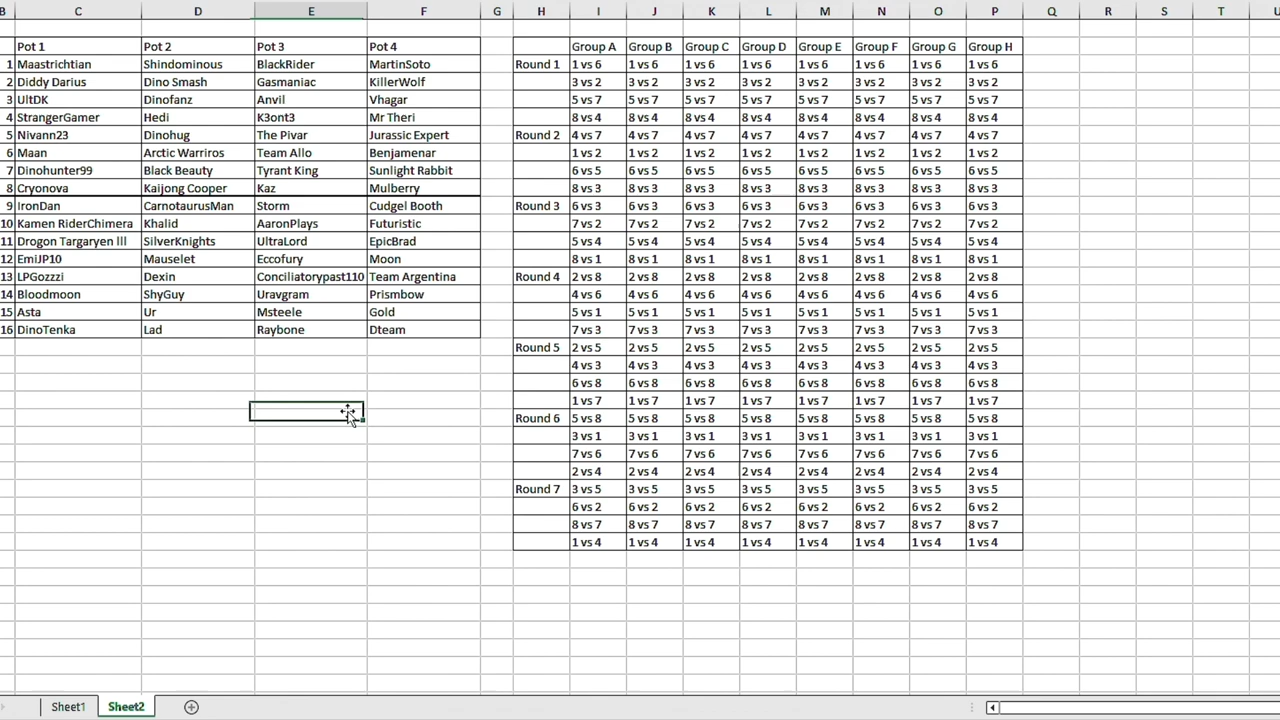 B C D E F G H I J K L M N O P Q R S T U
Pot 1 Pot 2 Pot 3 Pot 4 Group A Group B Group C Group D Group E Group F Group G Group H
1 Maastrichtian Shindominous BlackRider MartinSoto Round 1 1 vs 6 1 vs 6 1 vs 6 1 vs 6 1 vs 6 1 vs 6 1 vs 6 1 vs 6
2 Diddy Darius Dino Smash Gasmaniac KillerWolf 3 vs 2 3 vs 2 3 vs 2 3 vs 2 3 vs 2 3 vs 2 3 vs 2 3 vs 2
3 UltDK Dinofanz Anvil Vhagar 5 vs 7 5 vs 7 5 vs 7 5 vs 7 5 vs 7 5 vs 7 5 vs 7 5 vs 7
4 StrangerGamer Hedi K3ont3 Mr Theri 8 vs 4 8 vs 4 8 vs 4 8 vs 4 8 vs 4 8 vs 4 8 vs 4 8 vs 4
5 Nivann23 Dinohug The Pivar Jurassic Expert Round 2 4 vs 7 4 vs 7 4 vs 7 4 vs 7 4 vs 7 4 vs 7 4 vs 7 4 vs 7
6 Maan Arctic Warriros Team Allo Benjamenar 1 vs 2 1 vs 2 1 vs 2 1 vs 2 1 vs 2 1 vs 2 1 vs 2 1 vs 2
7 Dinohunter99 Black Beauty Tyrant King Sunlight Rabbit 6 vs 5 6 vs 5 6 vs 5 6 vs 5 6 vs 5 6 vs 5 6 vs 5 6 vs 5
8 Cryonova Kaijong Cooper Kaz Mulberry 8 vs 3 8 vs 3 8 vs 3 8 vs 3 8 vs 3 8 vs 3 8 vs 3 8 vs 3
9 IronDan CarnotaurusMan Storm Cudgel Booth Round 3 6 vs 3 6 vs 3 6 vs 3 6 vs 3 6 vs 3 6 vs 3 6 vs 3 6 vs 3
10 Kamen RiderChimera Khalid AaronPlays Futuristic 7 vs 2 7 vs 2 7 vs 2 7 vs 2 7 vs 2 7 vs 2 7 vs 2 7 vs 2
11 Drogon Targaryen lll SilverKnights UltraLord EpicBrad 5 vs 4 5 vs 4 5 vs 4 5 vs 4 5 vs 4 5 vs 4 5 vs 4 5 vs 4
12 EmiJP10 Mauselet Eccofury Moon 8 vs 1 8 vs 1 8 vs 1 8 vs 1 8 vs 1 8 vs 1 8 vs 1 8 vs 1
13 LPGozzzi Dexin Conciliatorypast110 Team Argentina Round 4 2 vs 8 2 vs 8 2 vs 8 2 vs 8 2 vs 8 2 vs 8 2 vs 8 2 vs 8
14 Bloodmoon ShyGuy Uravgram Prismbow 4 vs 6 4 vs 6 4 vs 6 4 vs 6 4 vs 6 4 vs 6 4 vs 6 4 vs 6
15 Asta Ur Msteele Gold 5 vs 1 5 vs 1 5 vs 1 5 vs 1 5 vs 1 5 vs 1 5 vs 1 5 vs 1
16 DinoTenka Lad Raybone Dteam 7 vs 3 7 vs 3 7 vs 3 7 vs 3 7 vs 3 7 vs 3 7 vs 3 7 vs 3
Round 5 2 vs 5 2 vs 5 2 vs 5 2 vs 5 2 vs 5 2 vs 5 2 vs 5 2 vs 5
4 vs 3 4 vs 3 4 vs 3 4 vs 3 4 vs 3 4 vs 3 4 vs 3 4 vs 3
6 vs 8 6 vs 8 6 vs 8 6 vs 8 6 vs 8 6 vs 8 6 vs 8 6 vs 8
1 vs 7 1 vs 7 1 vs 7 1 vs 7 1 vs 7 1 vs 7 1 vs 7 1 vs 7
Round 6 5 vs 8 5 vs 8 5 vs 8 5 vs 8 5 vs 8 5 vs 8 5 vs 8 5 vs 8
3 vs 1 3 vs 1 3 vs 1 3 vs 1 3 vs 1 3 vs 1 3 vs 1 3 vs 1
7 vs 6 7 vs 6 7 vs 6 7 vs 6 7 vs 6 7 vs 6 7 vs 6 7 vs 6
2 vs 4 2 vs 4 2 vs 4 2 vs 4 2 vs 4 2 vs 4 2 vs 4 2 vs 4
Round 7 3 vs 5 3 vs 5 3 vs 5 3 vs 5 3 vs 5 3 vs 5 3 vs 5 3 vs 5
6 vs 2 6 vs 2 6 vs 2 6 vs 2 6 vs 2 6 vs 2 6 vs 2 6 vs 2
8 vs 7 8 vs 7 8 vs 7 8 vs 7 8 vs 7 8 vs 7 8 vs 7 8 vs 7
1 vs 4 1 vs 4 1 vs 4 1 vs 4 1 vs 4 1 vs 4 1 vs 4 1 vs 4
Sheet1 Sheet2